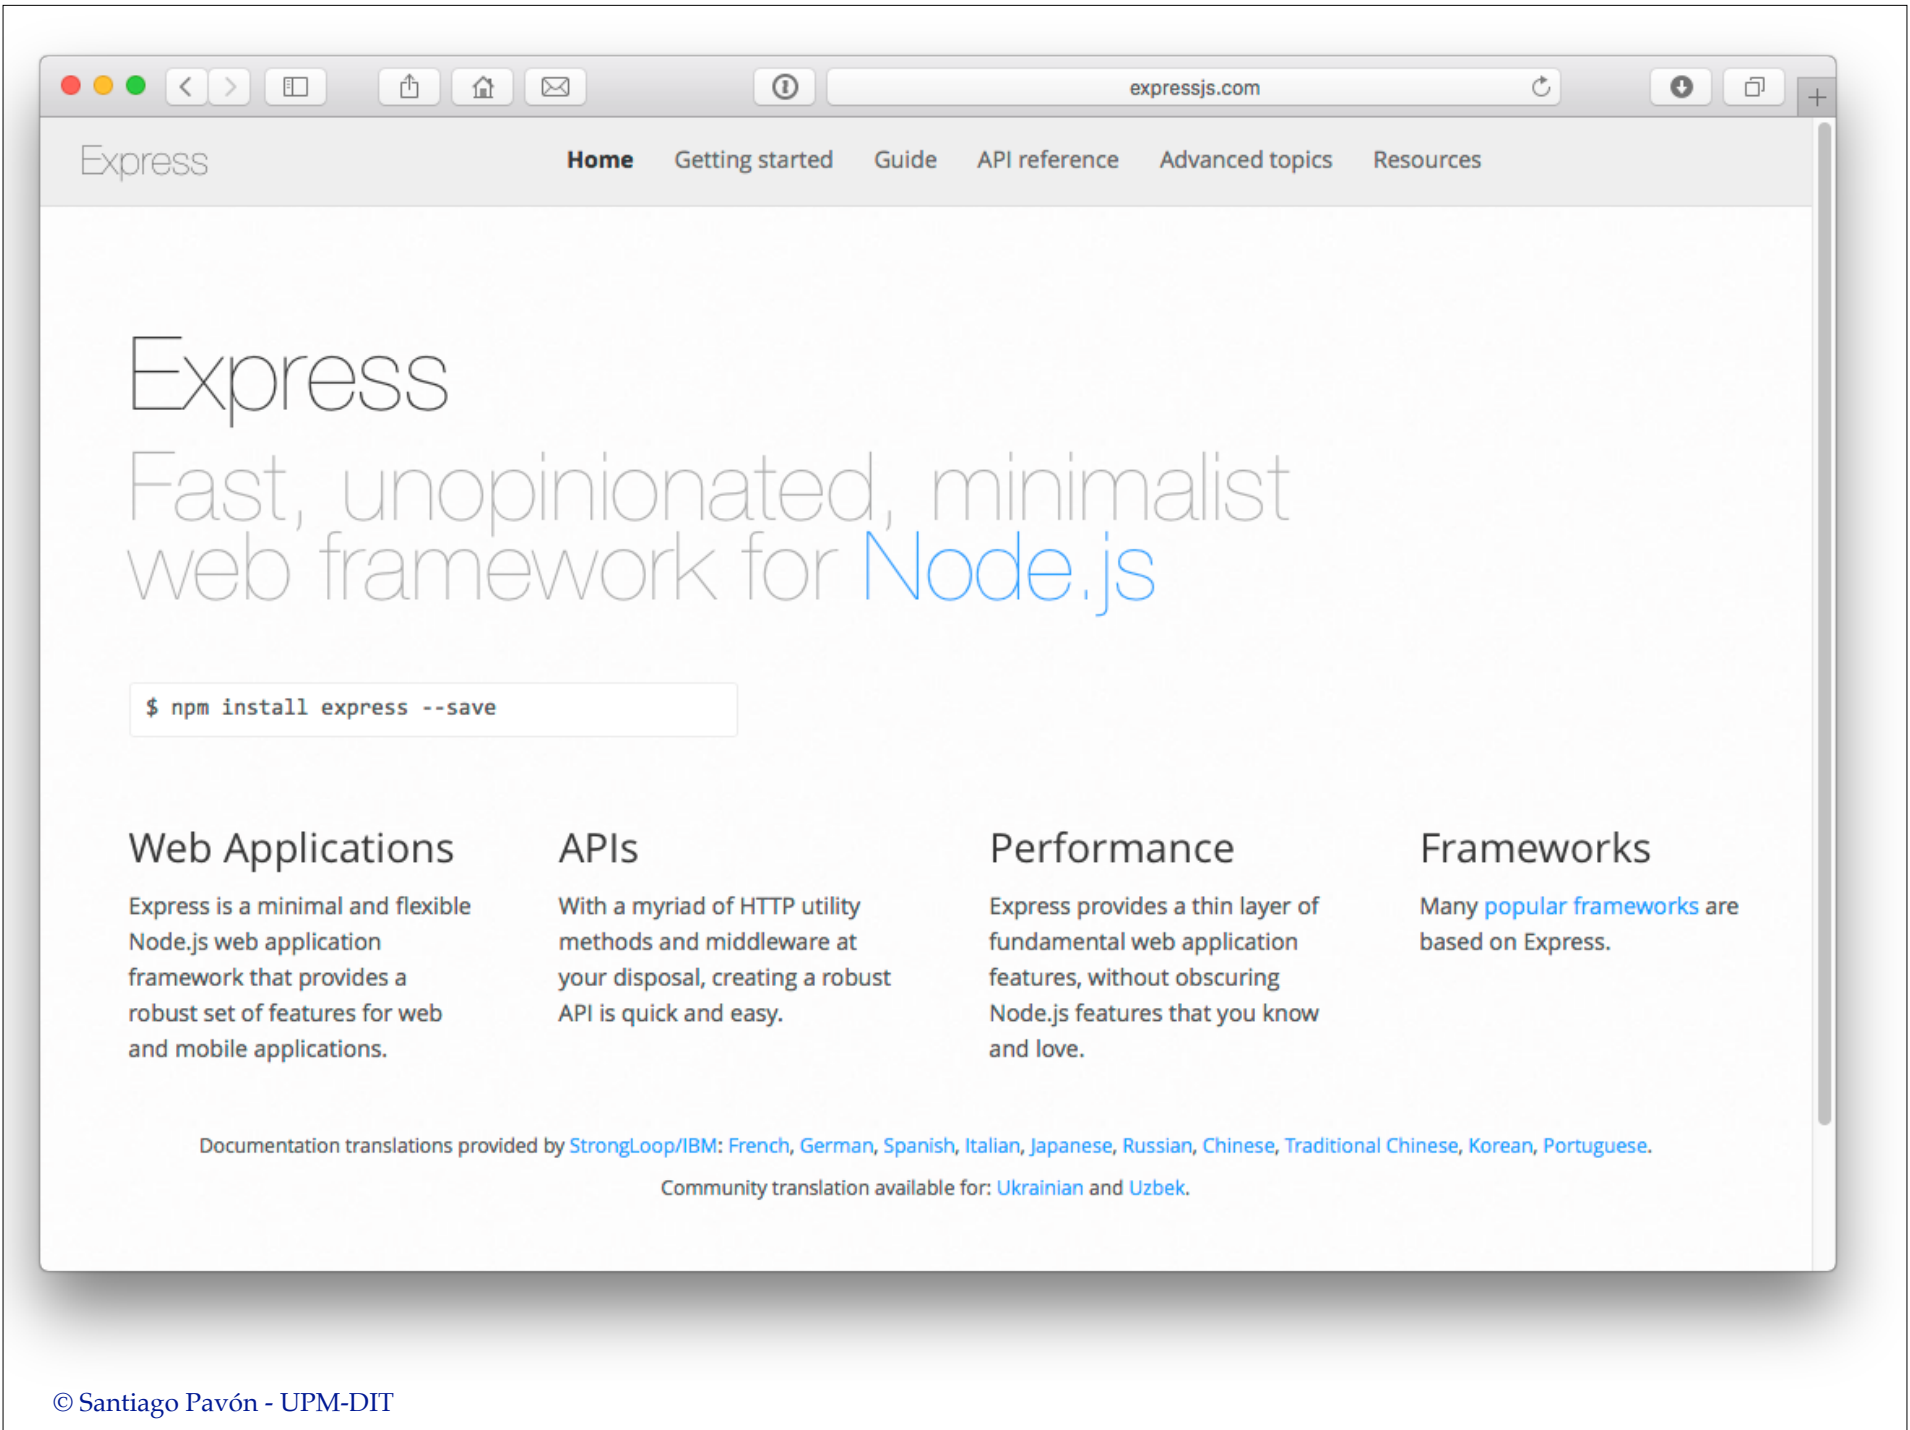 expressjs.com
Express
Home Getting started Guide API reference Advanced topics Resources
Express
Fast, unopinionated, minimalist
web framework for Node.js
$ npm install express --save
Web Applications
Express is a minimal and flexible
Node.js web application
framework that provides a
robust set of features for web
and mobile applications.
APIs
With a myriad of HTTP utility
methods and middleware at
your disposal, creating a robust
API is quick and easy.
Performance
Express provides a thin layer of
fundamental web application
features, without obscuring
Node.js features that you know
and love.
Frameworks
Many popular frameworks are
based on Express.
Documentation translations provided by StrongLoop/IBM: French, German, Spanish, Italian, Japanese, Russian, Chinese, Traditional Chinese, Korean, Portuguese.
Community translation available for: Ukrainian and Uzbek.
© Santiago Pavón - UPM-DIT